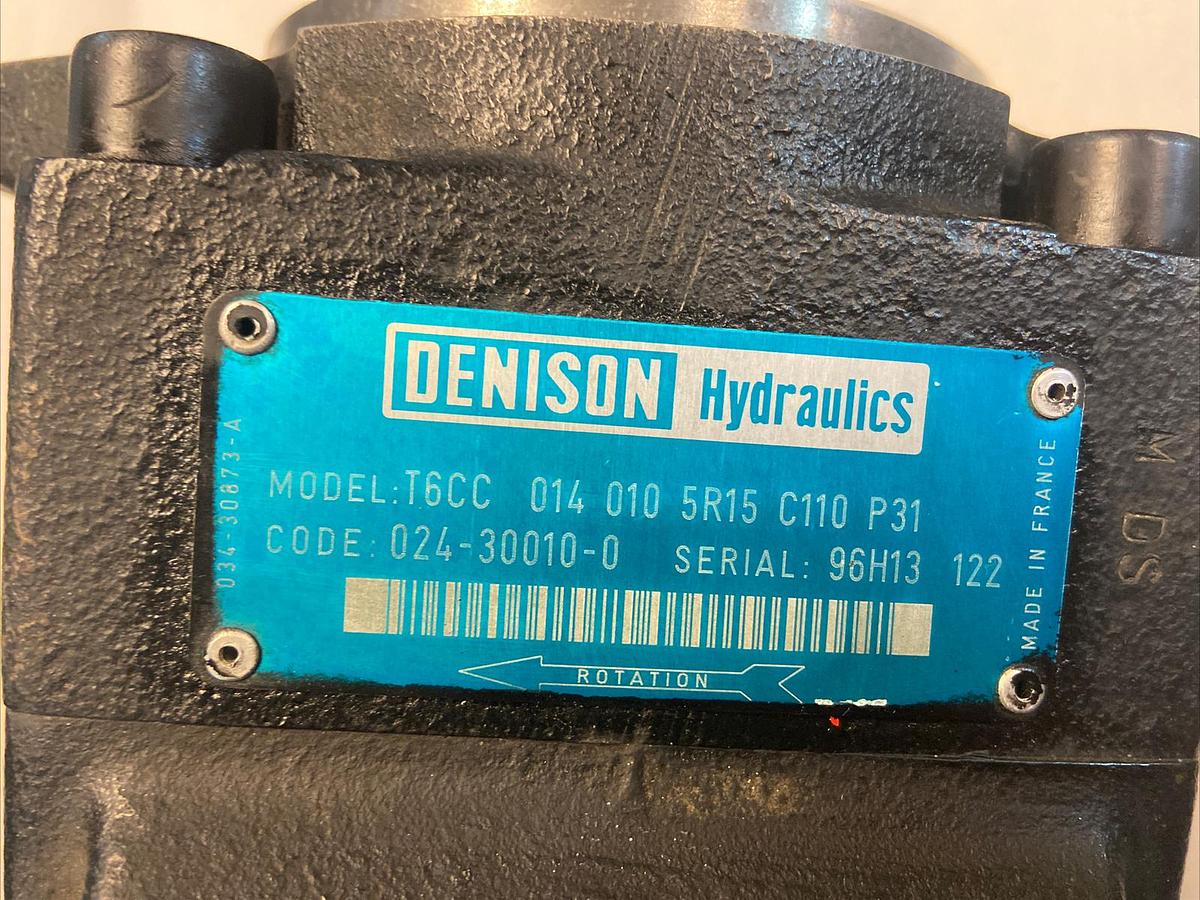 DENISON Hydraulics
MODEL: T6CC 014 010 5R15 C110 P31
CODE: 024-30010-0 SERIAL: 96H13 122
ROTATION
034-30873-A
MADE IN FRANCE
M DS